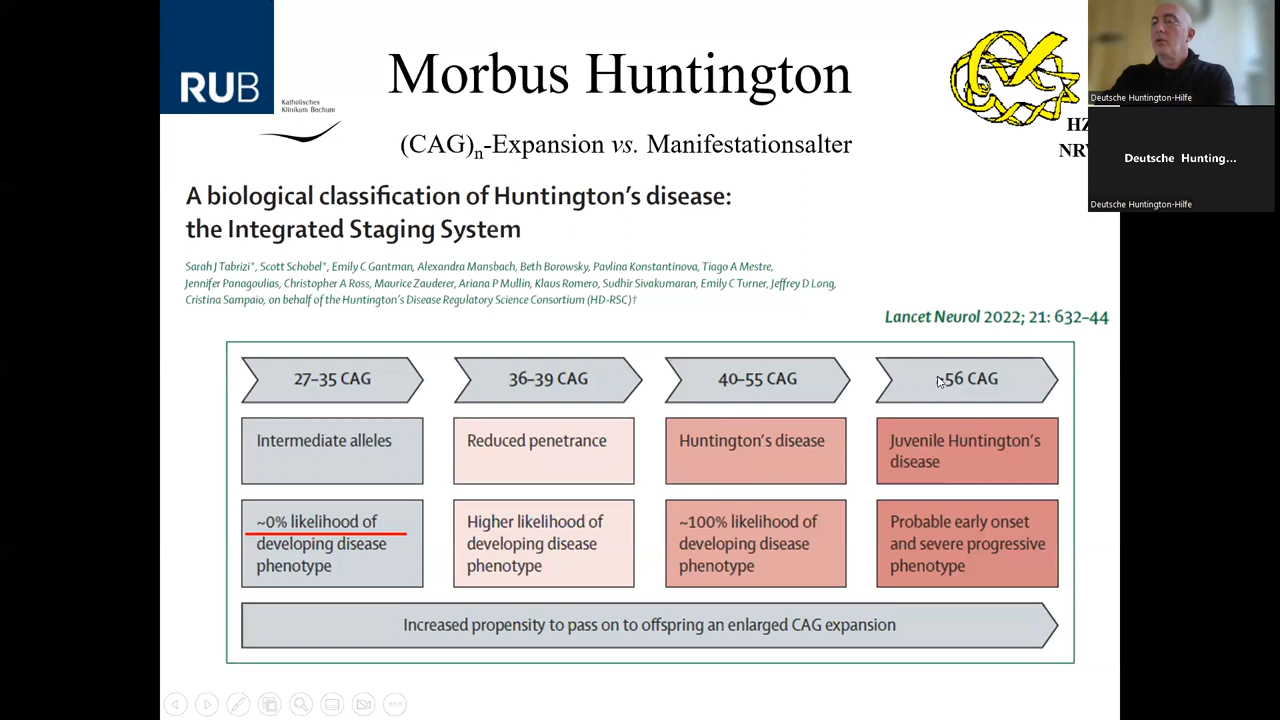 RUB
Katholisches
Klinikum Bochum
Morbus Huntington
(CAG)n-Expansion vs. Manifestationsalter
HZ
NRW
Deutsche Huntington-Hilfe
Deutsche Hunting...
Deutsche Huntington-Hilfe
A biological classification of Huntington's disease:
the Integrated Staging System
Sarah J Tabrizi*, Scott Schobel*, Emily C Gantman, Alexandra Mansbach, Beth Borowsky, Pavlina Konstantinova, Tiago A Mestre,
Jennifer Panagoulias, Christopher A Ross, Maurice Zauderer, Ariana P Mullin, Klaus Romero, Sudhir Sivakumaran, Emily C Turner, Jeffrey D Long,
Cristina Sampaio, on behalf of the Huntington's Disease Regulatory Science Consortium (HD-RSC)†
Lancet Neurol 2022; 21: 632–44
27–35 CAG
36–39 CAG
40–55 CAG
56 CAG
Intermediate alleles
Reduced penetrance
Huntington's disease
Juvenile Huntington's
disease
~0% likelihood of
developing disease
phenotype
Higher likelihood of
developing disease
phenotype
~100% likelihood of
developing disease
phenotype
Probable early onset
and severe progressive
phenotype
Increased propensity to pass on to offspring an enlarged CAG expansion